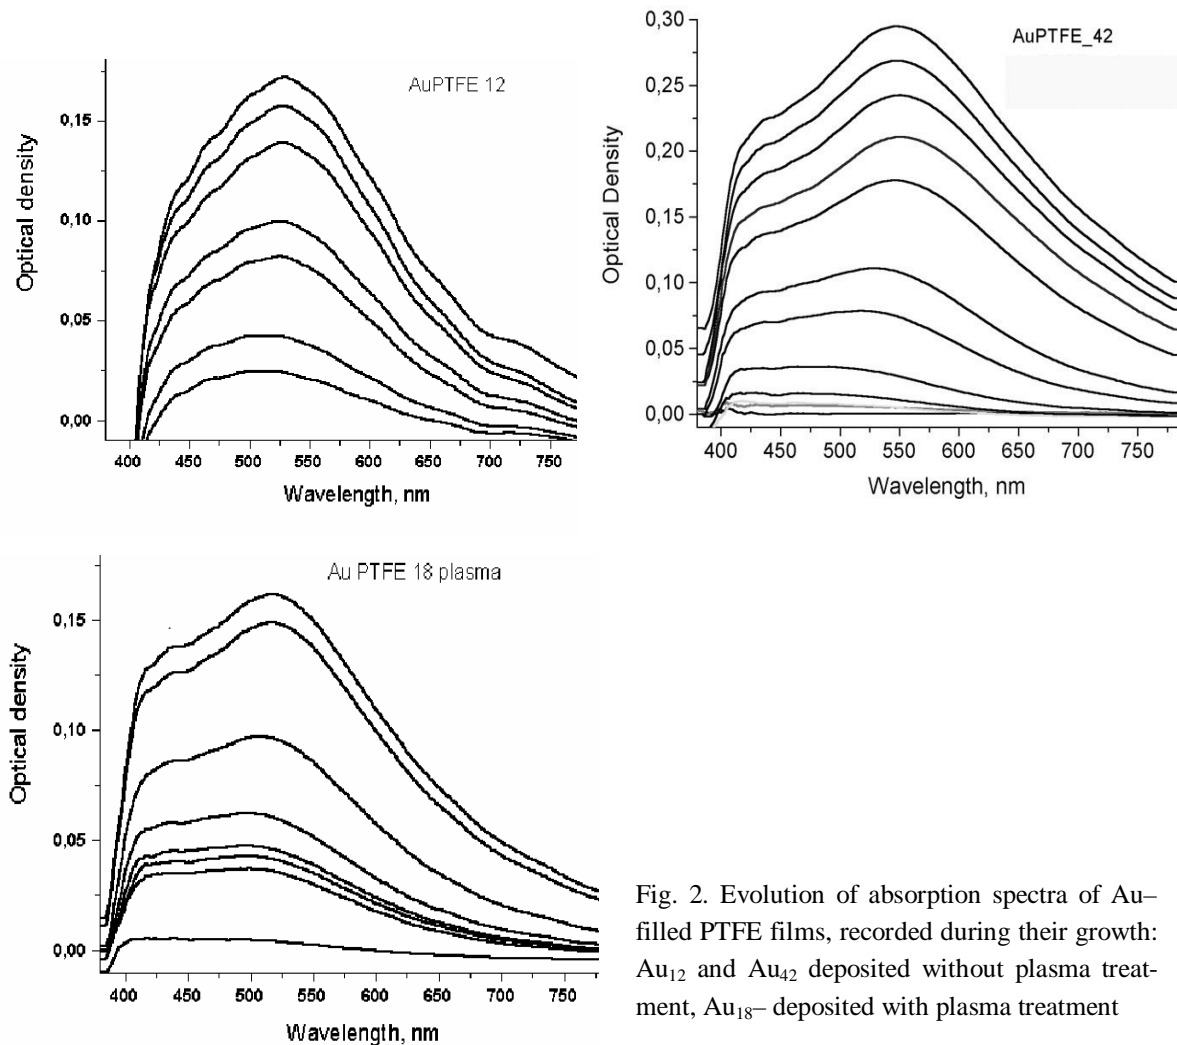 AuPTFE 12
0,15
0,10
0,05
0,00
Optical density
400 450 500 550 600 650 700 750
Wavelength, nm
AuPTFE_42
0,30
0,25
0,20
0,15
0,10
0,05
0,00
Optical Density
400 450 500 550 600 650 700 750
Wavelength, nm
Au PTFE 18 plasma
0,15
0,10
0,05
0,00
Optical density
400 450 500 550 600 650 700 750
Wavelength, nm
Fig. 2. Evolution of absorption spectra of Au–
filled PTFE films, recorded during their growth:
Au₁₂ and Au₄₂ deposited without plasma treat-
ment, Au₁₈– deposited with plasma treatment